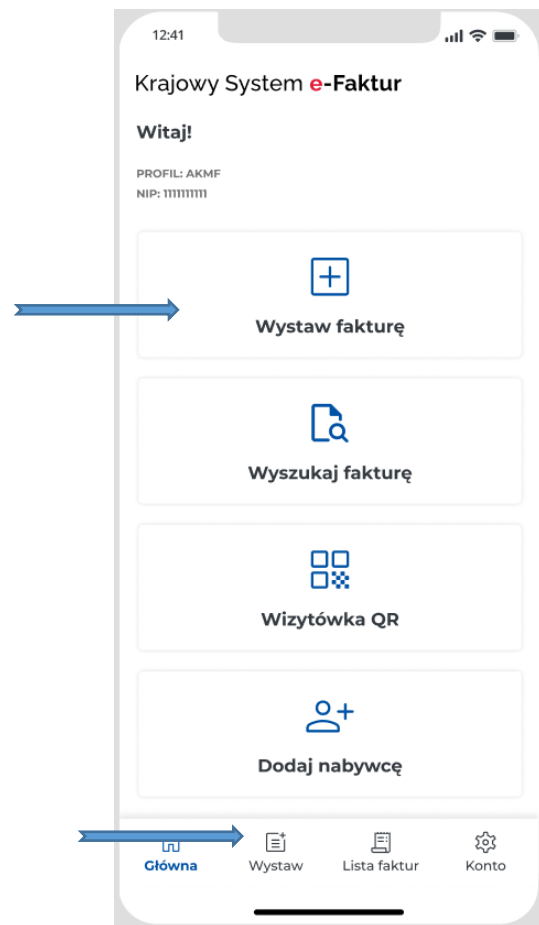 12:41
Krajowy System e-Faktur
Witaj!
PROFIL: AKMF
NIP: 1111111111
Wystaw fakturę
Wyszukaj fakturę
Wizytówka QR
Dodaj nabywcę
Główna Wystaw Lista faktur Konto